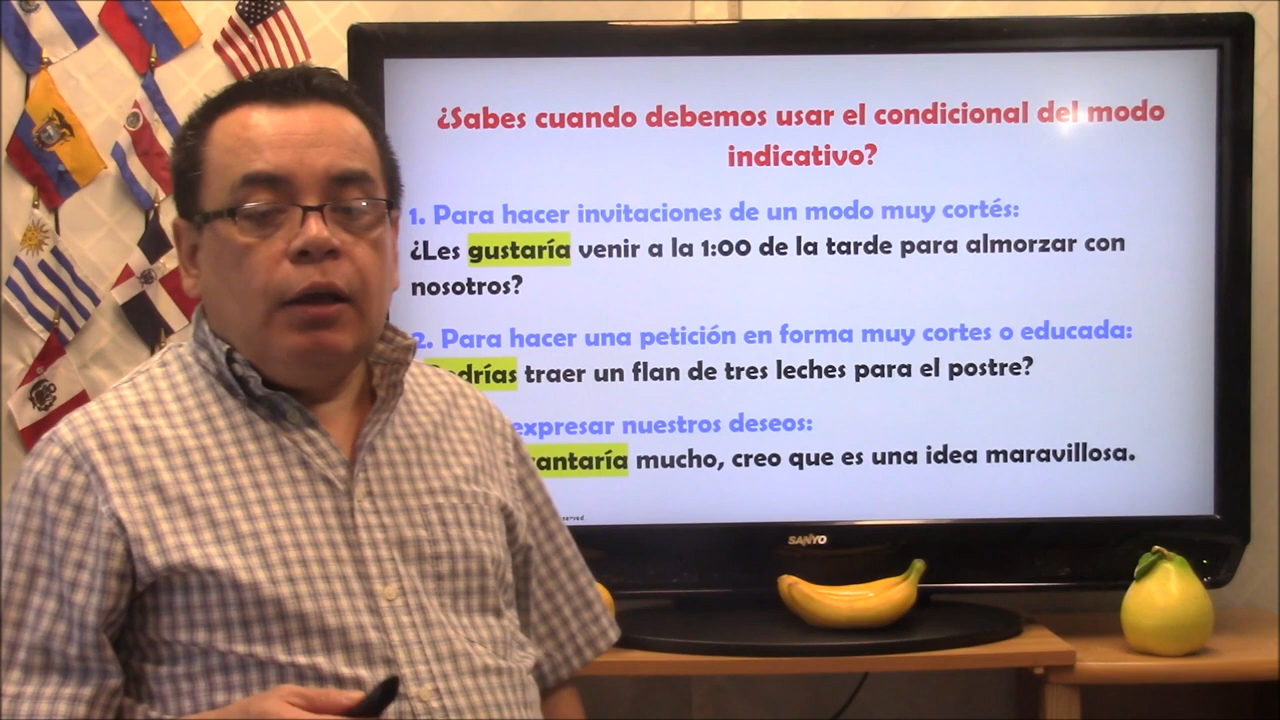 ¿Sabes cuando debemos usar el condicional del modo
indicativo?
1. Para hacer invitaciones de un modo muy cortés:
¿Les gustaría venir a la 1:00 de la tarde para almorzar con
nosotros?
2. Para hacer una petición en forma muy cortes o educada:
traer un flan de tres leches para el postre?
expresar nuestros deseos:
mucho, creo que es una idea maravillosa.
SANYO